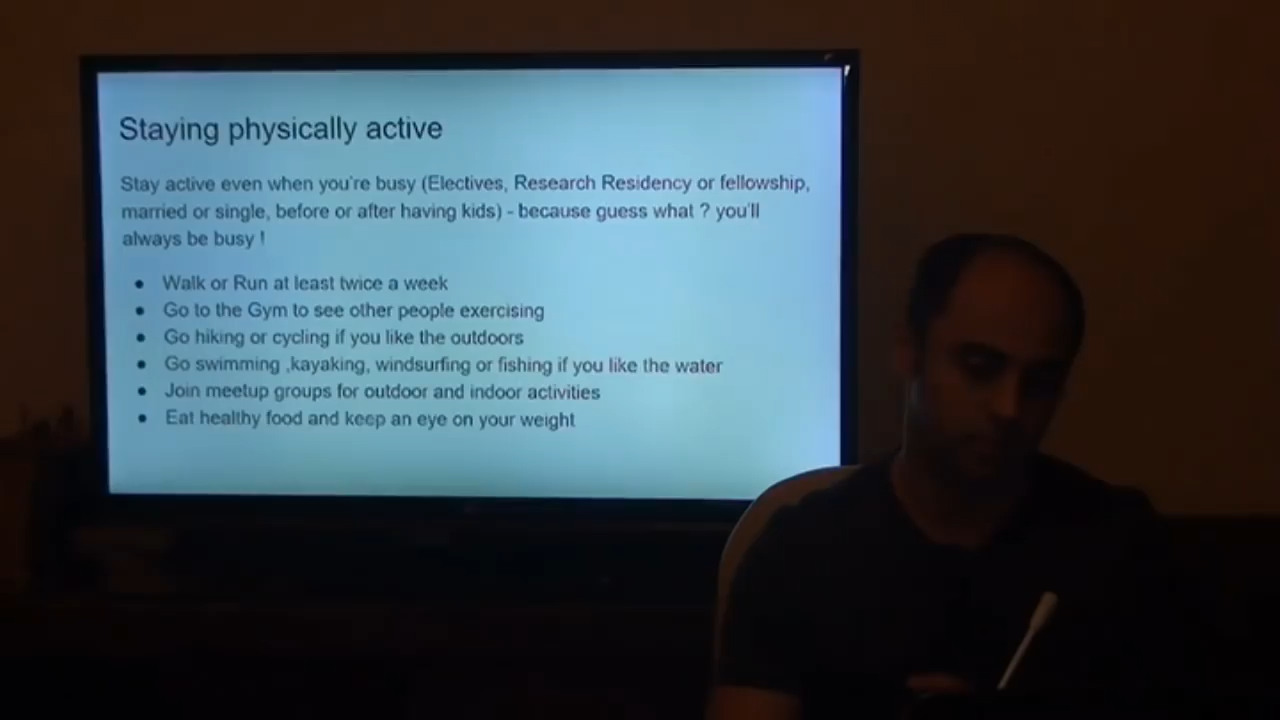 Staying physically active
Stay active even when you're busy (Electives, Research Residency or fellowship,
married or single, before or after having kids) - because guess what ? you'll
always be busy !
● Walk or Run at least twice a week
● Go to the Gym to see other people exercising
● Go hiking or cycling if you like the outdoors
● Go swimming ,kayaking, windsurfing or fishing if you like the water
● Join meetup groups for outdoor and indoor activities
● Eat healthy food and keep an eye on your weight